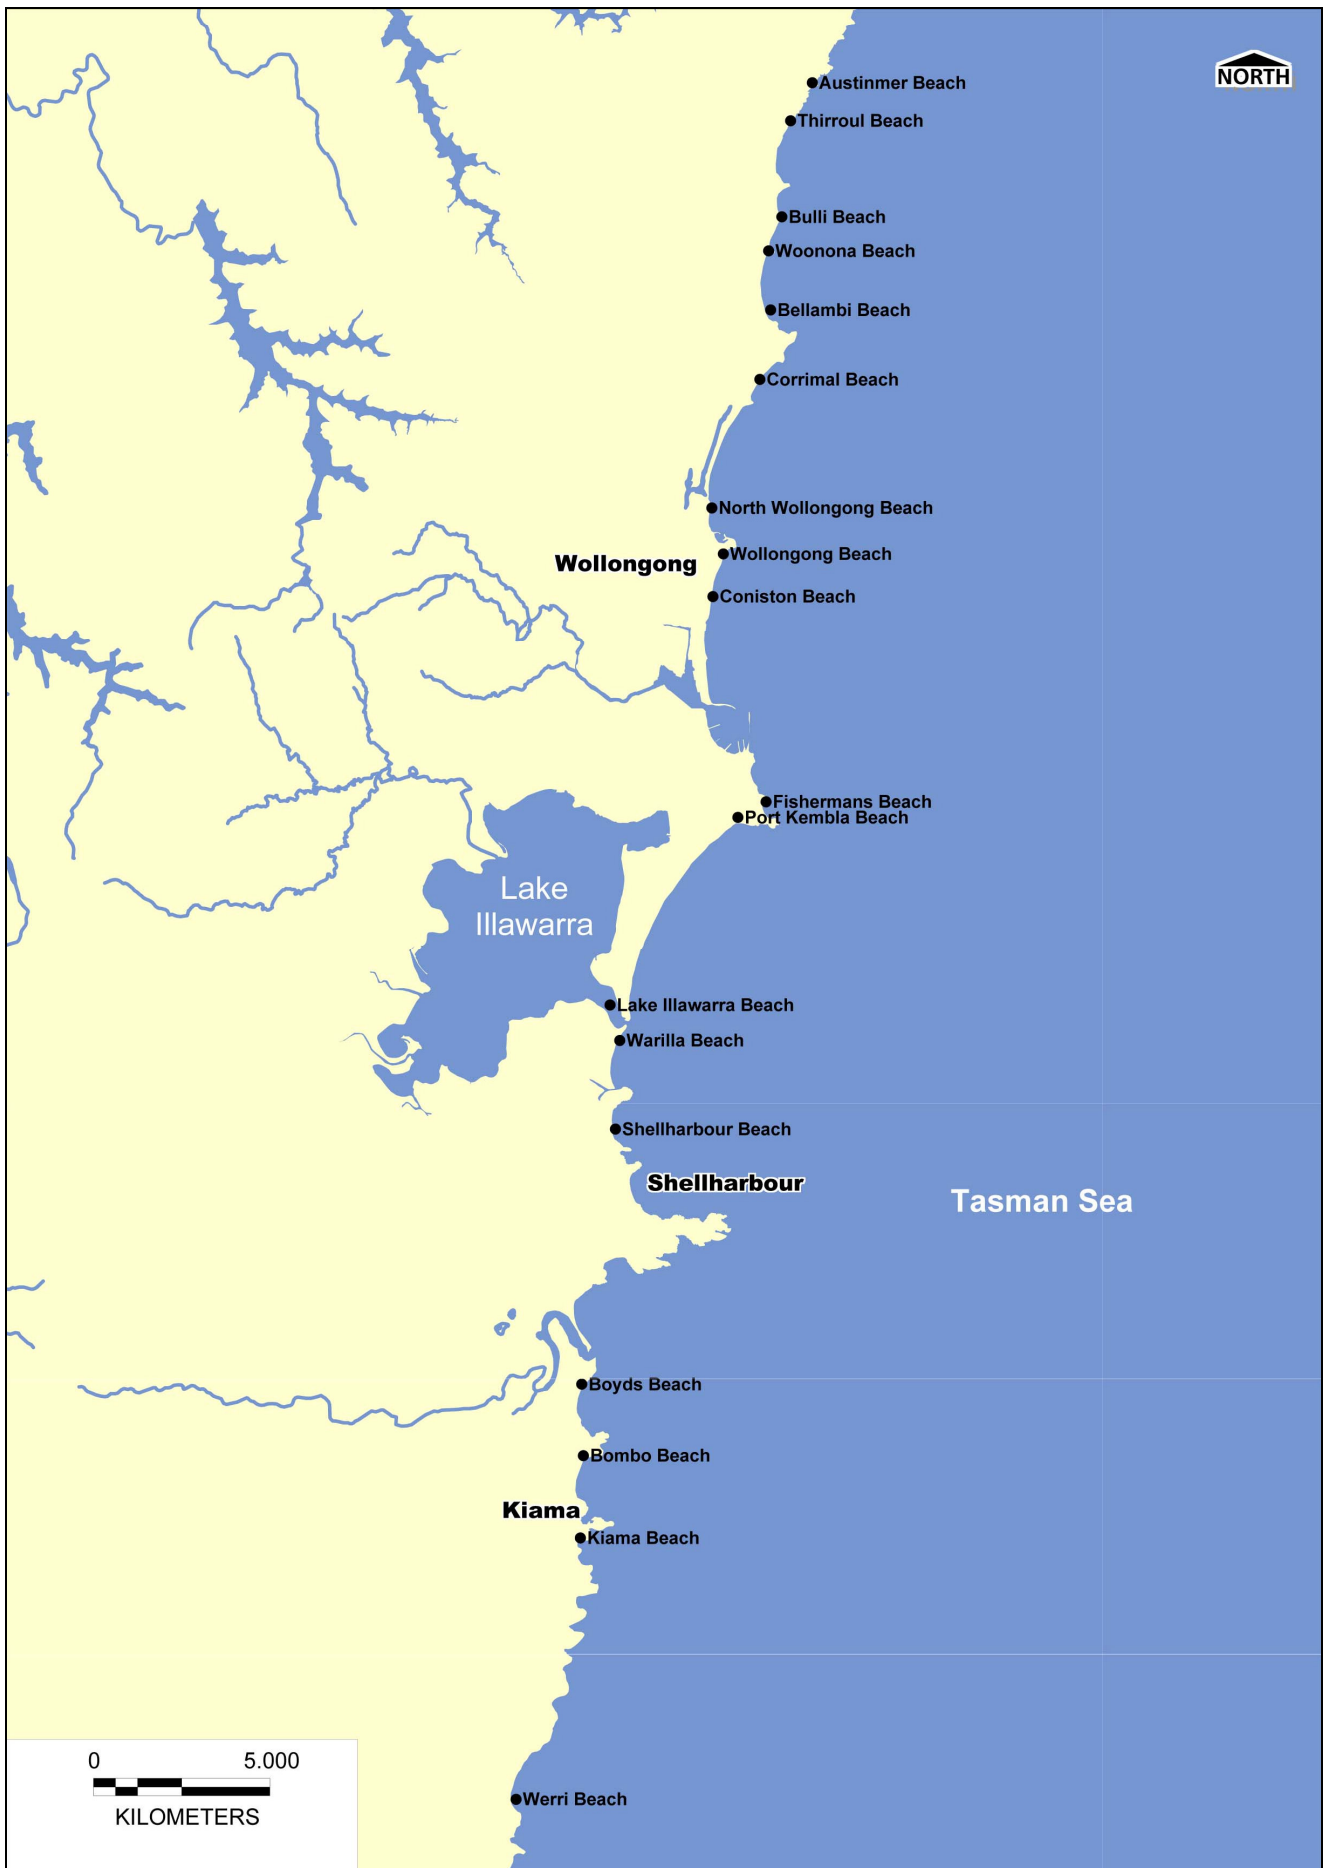 NORTH
Austinmer Beach
Thirroul Beach
Bulli Beach
Woonona Beach
Bellambi Beach
Corrimal Beach
North Wollongong Beach
Wollongong Beach
Wollongong
Coniston Beach
Fishermans Beach
Port Kembla Beach
Lake
Illawarra
Lake Illawarra Beach
Warilla Beach
Shellharbour Beach
Shellharbour
Tasman Sea
Boyds Beach
Bombo Beach
Kiama
Kiama Beach
Werri Beach
0 5.000
KILOMETERS